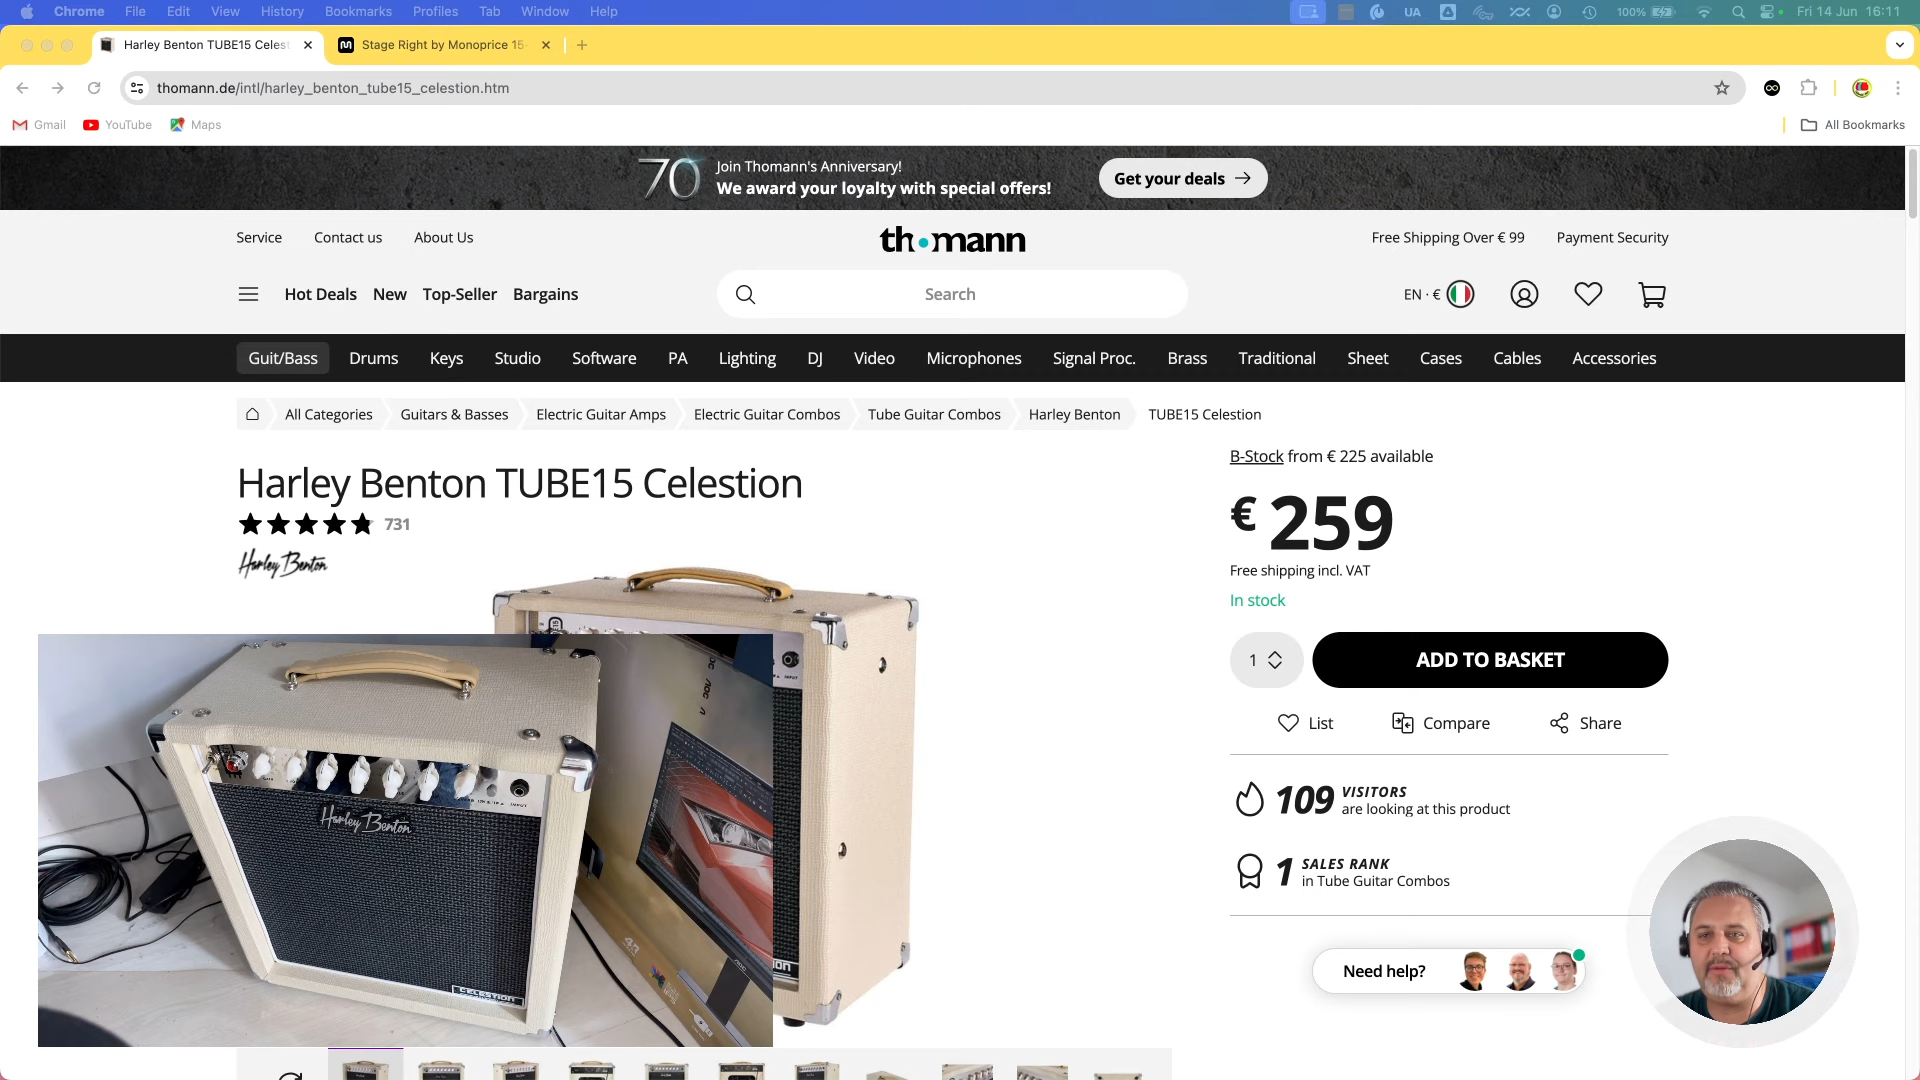 Chrome File Edit View History Bookmarks Profiles Tab Window Help UA 100% Fri 14 Jun 16:11
Harley Benton TUBE15 Celest
Stage Right by Monoprice 15-
thomann.de/intl/harley_benton_tube15_celestion.htm
Gmail YouTube Maps All Bookmarks
70 Join Thomann's Anniversary!
We award your loyalty with special offers!
Get your deals
Service Contact us About Us
th•mann
Free Shipping Over € 99 Payment Security
Hot Deals New Top-Seller Bargains
Search
EN · €
Guit/Bass Drums Keys Studio Software PA Lighting DJ Video Microphones Signal Proc. Brass Traditional Sheet Cases Cables Accessories
All Categories Guitars & Basses Electric Guitar Amps Electric Guitar Combos Tube Guitar Combos Harley Benton TUBE15 Celestion
Harley Benton TUBE15 Celestion
731
Harley Benton
B-Stock from € 225 available
€ 259
Free shipping incl. VAT
In stock
1
ADD TO BASKET
List Compare Share
109 VISITORS
are looking at this product
1 SALES RANK
in Tube Guitar Combos
Need help?
INPUT
Harley Benton
CELESTION